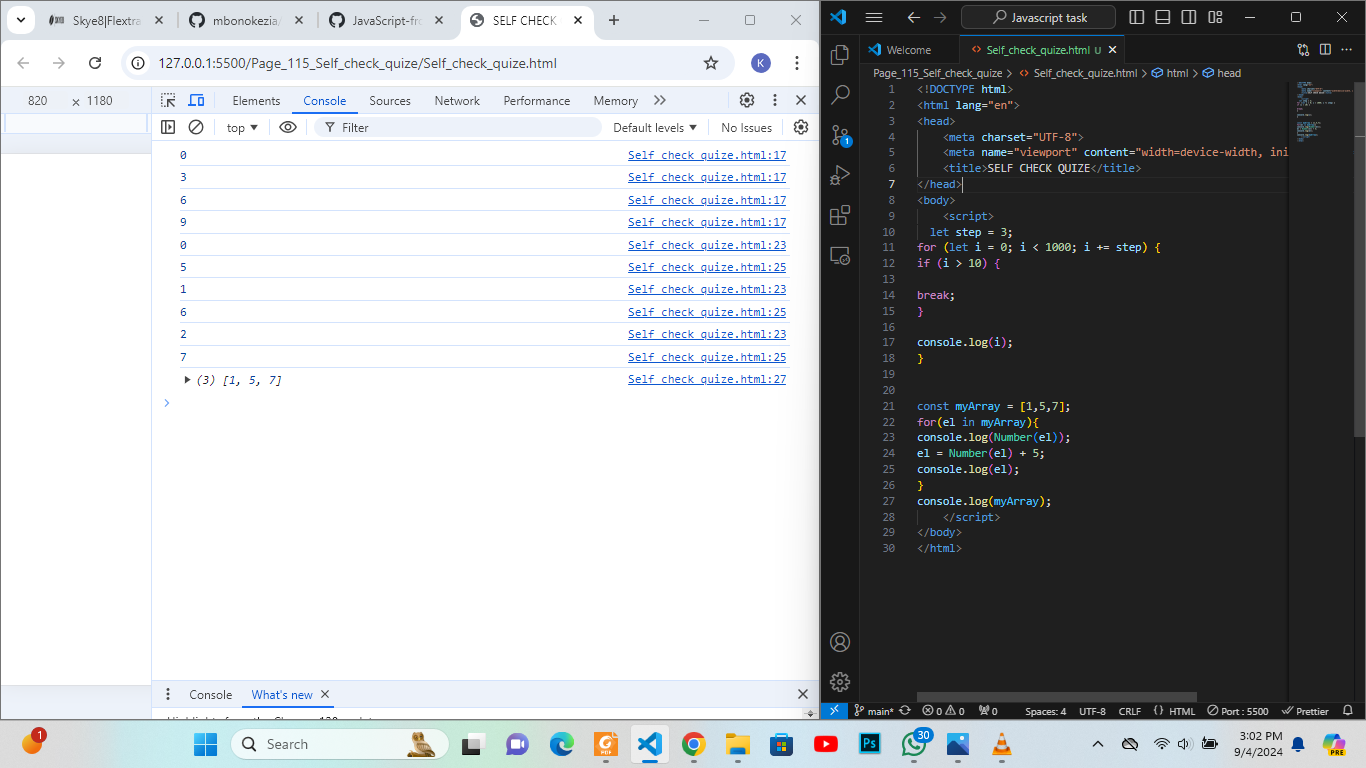 Skye8|Flextra
mbonokezia/
JavaScript-fro
SELF CHECK
127.0.0.1:5500/Page_115_Self_check_quize/Self_check_quize.html
K
820 × 1180
Elements Console Sources Network Performance Memory
top Filter Default levels No Issues
0 Self check quize.html:17
3 Self check quize.html:17
6 Self check quize.html:17
9 Self check quize.html:17
0 Self check quize.html:23
5 Self check quize.html:25
1 Self check quize.html:23
6 Self check quize.html:25
2 Self check quize.html:23
7 Self check quize.html:25
(3) [1, 5, 7] Self check quize.html:27
Console What's new
Javascript task
Welcome Self_check_quize.html U
Page_115_Self_check_quize > Self_check_quize.html > html > head
1 <!DOCTYPE html>
2 <html lang="en">
3 <head>
4 <meta charset="UTF-8">
5 <meta name="viewport" content="width=device-width, ini
6 <title>SELF CHECK QUIZE</title>
7 </head>
8 <body>
9 <script>
10 let step = 3;
11 for (let i = 0; i < 1000; i += step) {
12 if (i > 10) {
13
14 break;
15 }
16
17 console.log(i);
18 }
19
20
21 const myArray = [1,5,7];
22 for(el in myArray){
23 console.log(Number(el));
24 el = Number(el) + 5;
25 console.log(el);
26 }
27 console.log(myArray);
28 </script>
29 </body>
30 </html>
1
main* 0 0 0 Spaces: 4 UTF-8 CRLF {} HTML Port : 5500 Prettier
1
Search
PDF
Ps
30
3:02 PM
9/4/2024
PRE